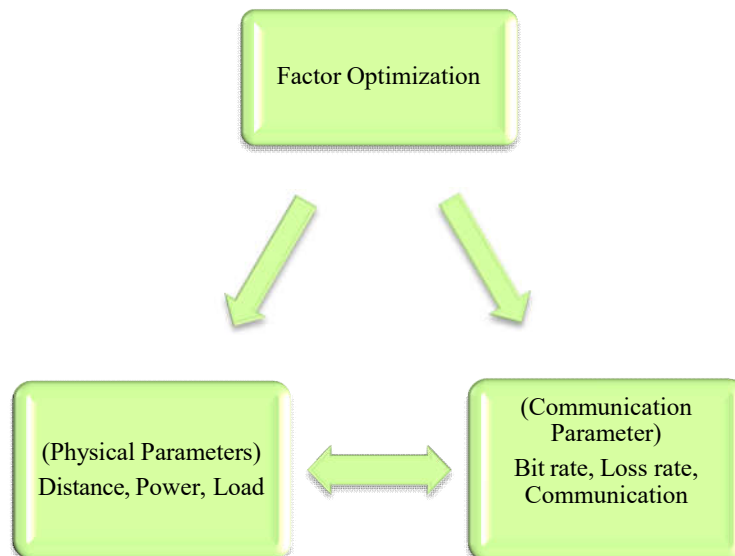 Factor Optimization
(Physical Parameters)
Distance, Power, Load
(Communication
Parameter)
Bit rate, Loss rate,
Communication